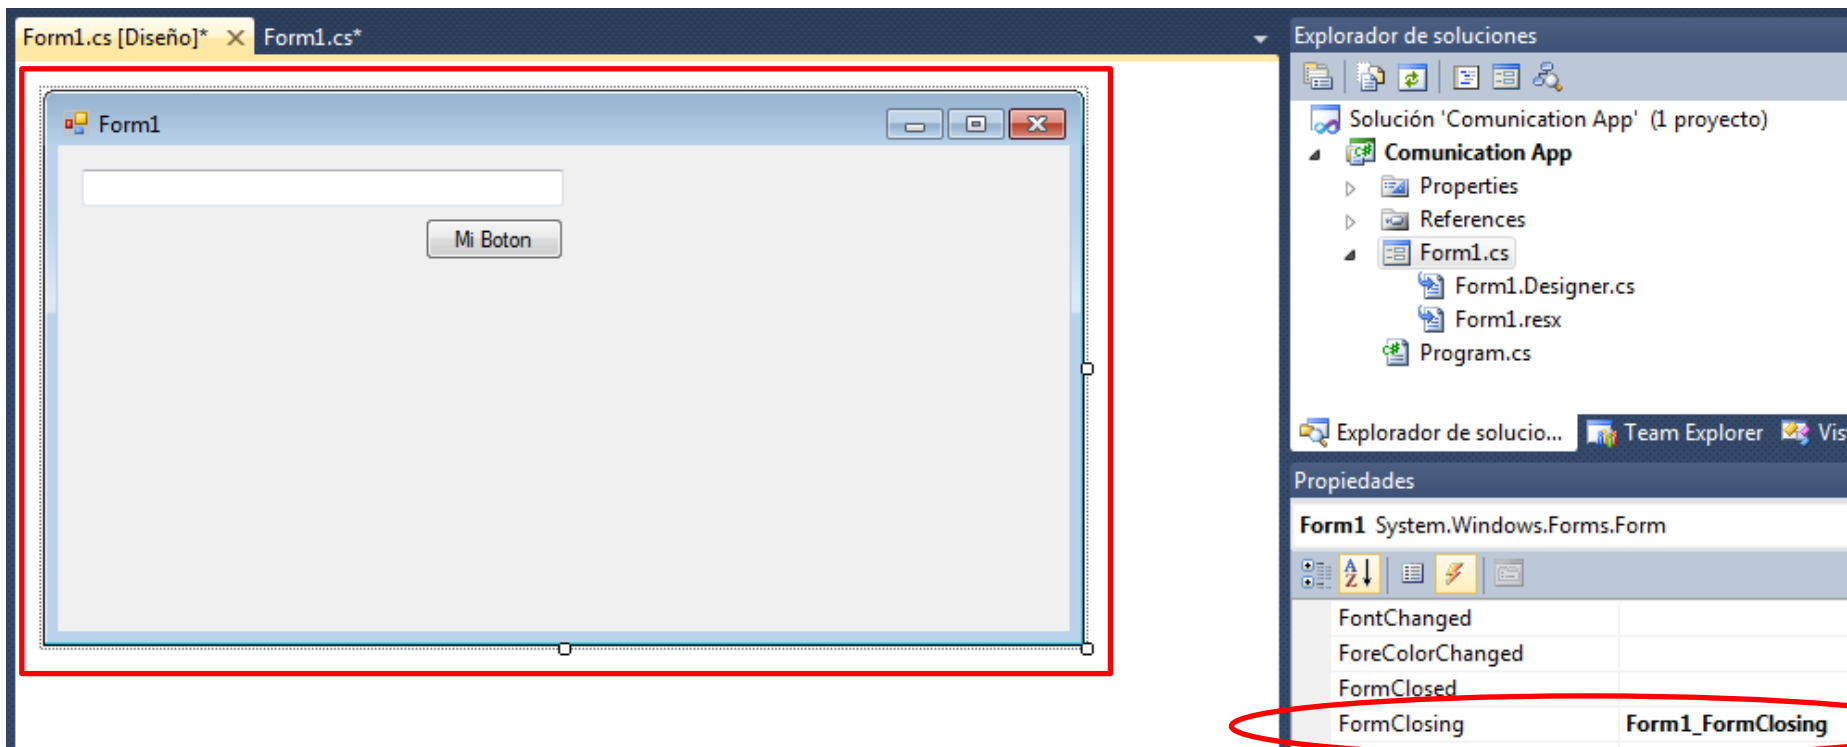 Form1.cs [Diseño]*
Form1.cs*
Form1
Mi Boton
Explorador de soluciones
Solución 'Comunication App' (1 proyecto)
Comunication App
Properties
References
Form1.cs
Form1.Designer.cs
Form1.resx
Program.cs
Explorador de solucio...
Team Explorer
Vis
Propiedades
Form1 System.Windows.Forms.Form
FontChanged
ForeColorChanged
FormClosed
FormClosing Form1_FormClosing